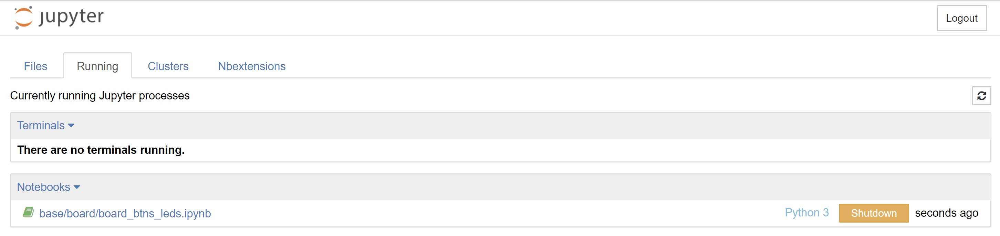 jupyter Logout
Files Running Clusters Nbextensions
Currently running Jupyter processes
Terminals
There are no terminals running.
Notebooks
base/board/board_btns_leds.ipynb Python 3 Shutdown seconds ago